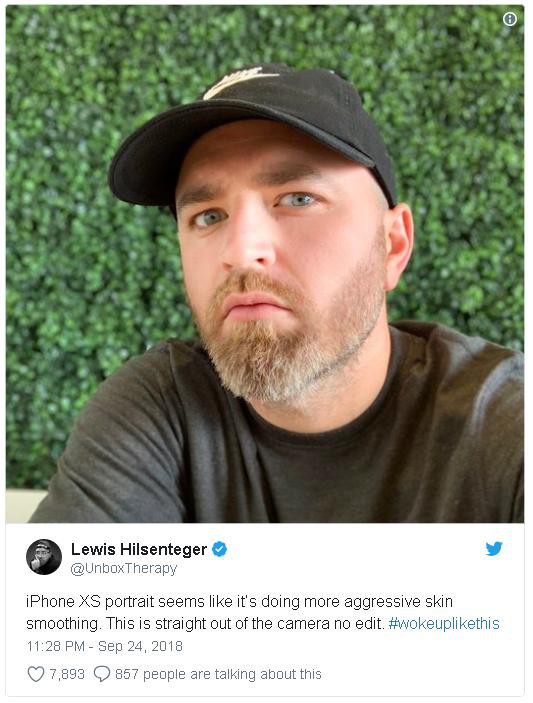 Lewis Hilsenteger
@UnboxTherapy
iPhone XS portrait seems like it's doing more aggressive skin
smoothing. This is straight out of the camera no edit. #wokeuplikethis
11:28 PM - Sep 24, 2018
7,893 857 people are talking about this